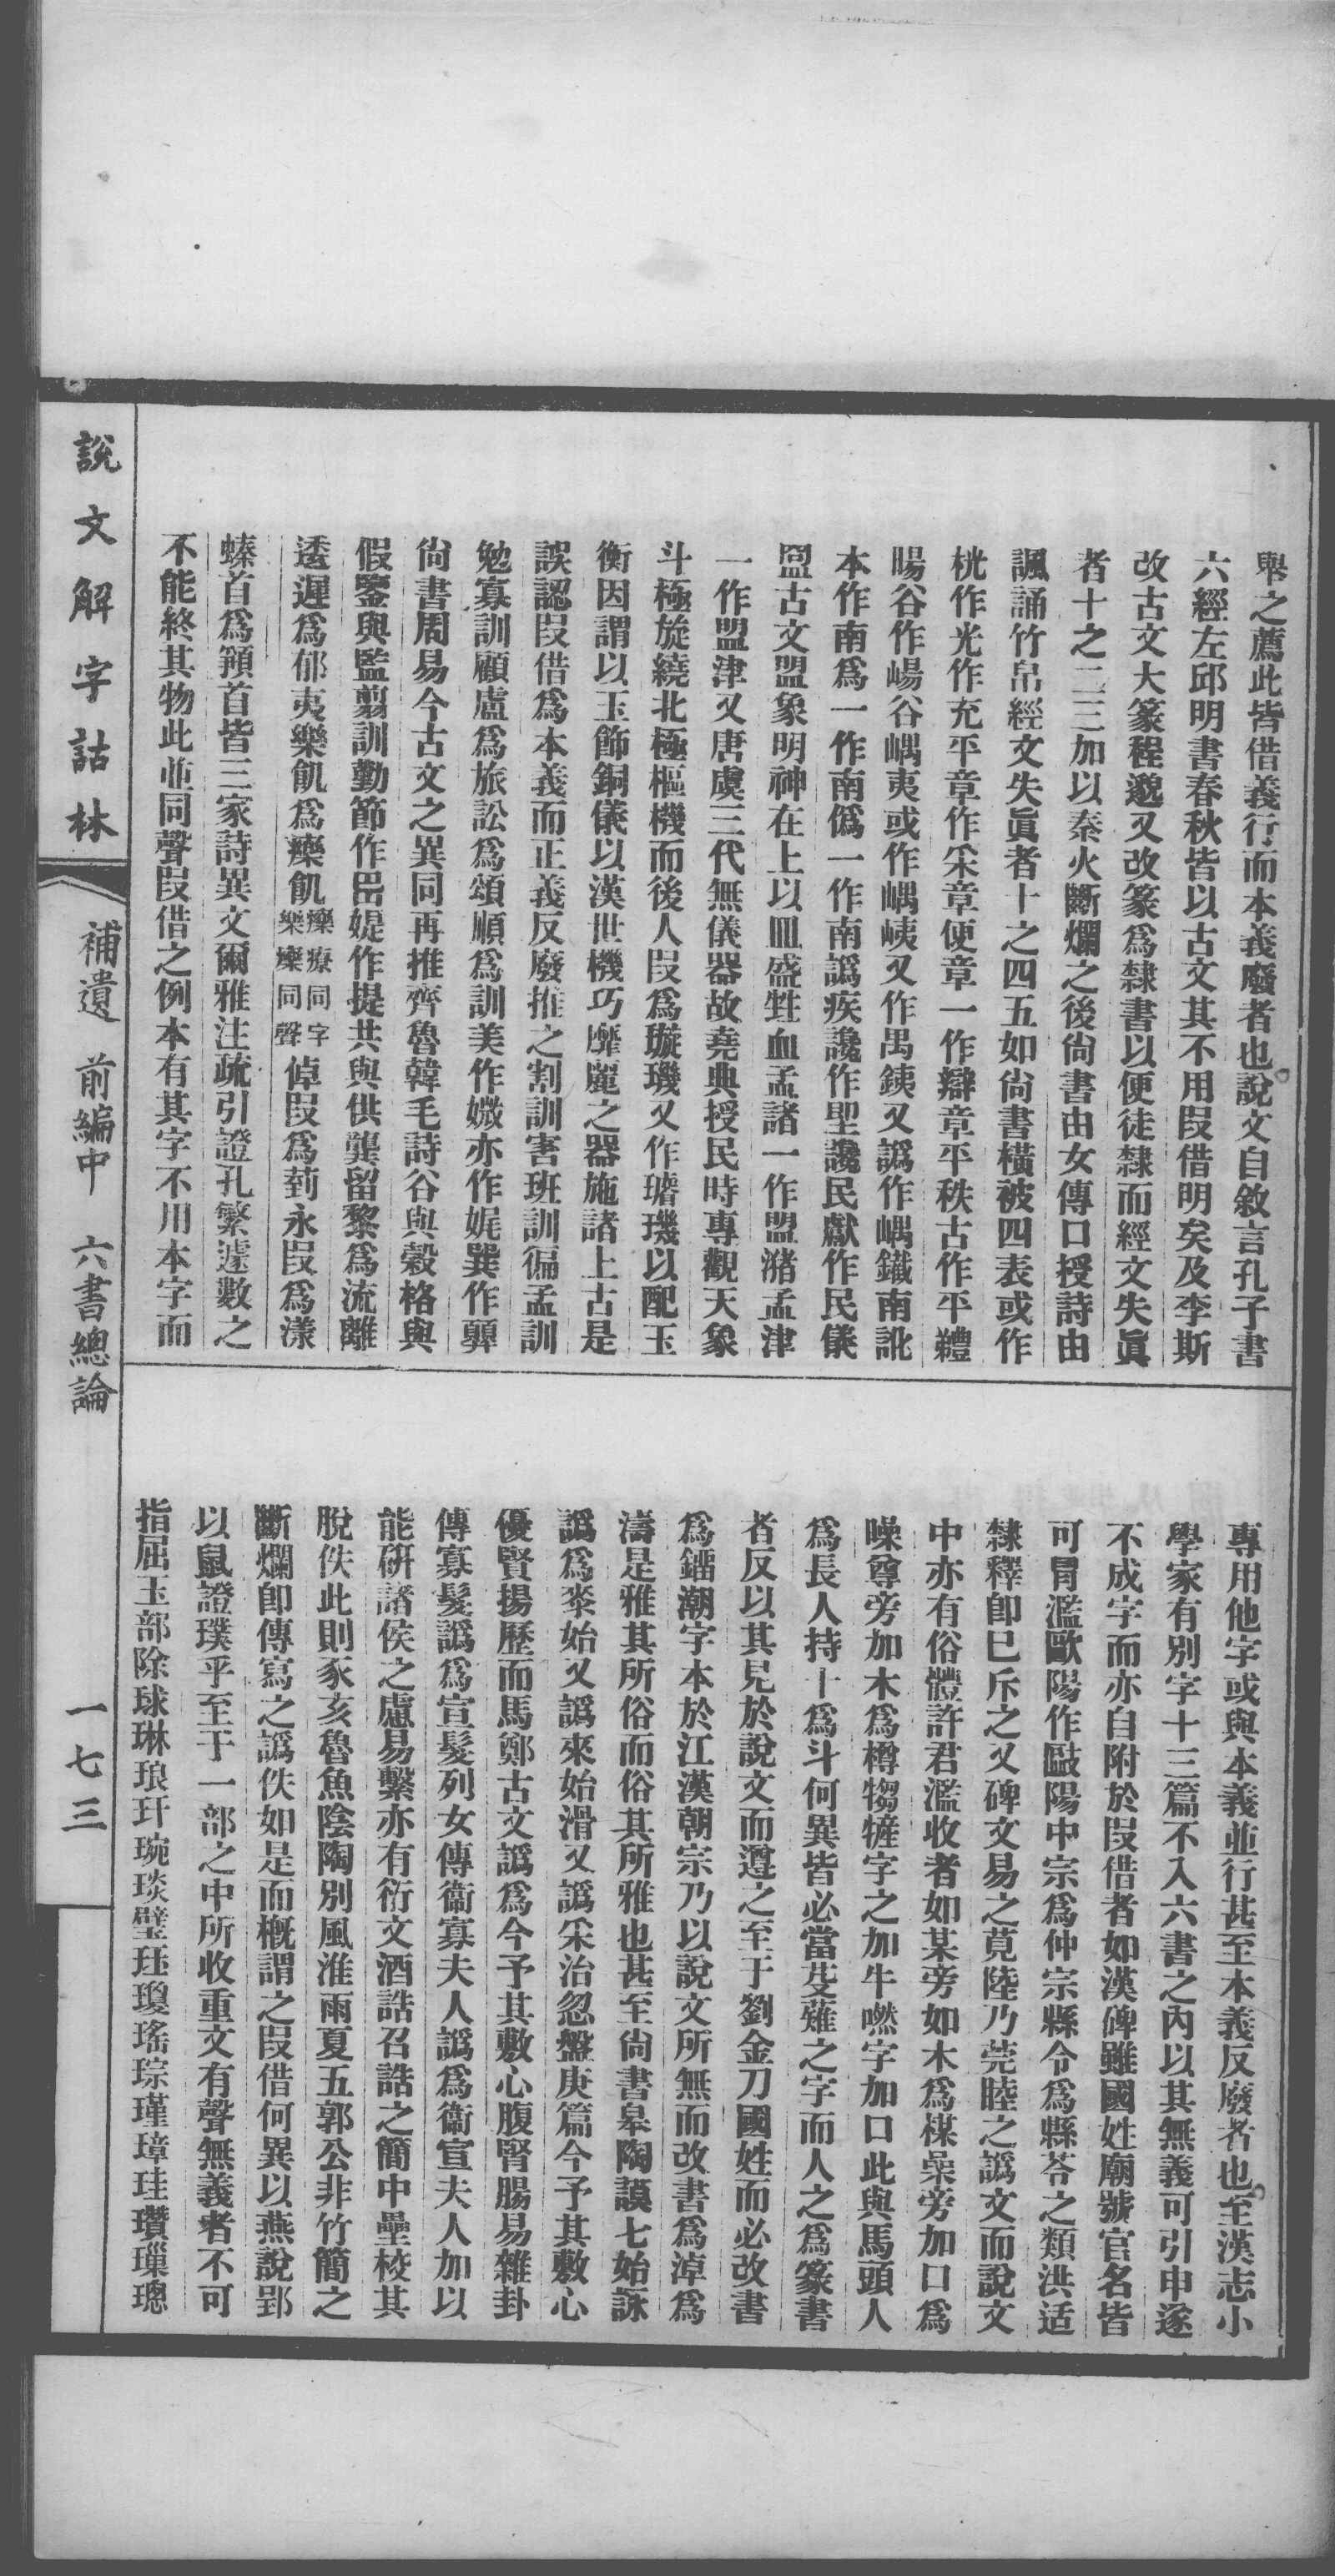 舉之薦此皆借義行而本義廢者也說文自敘言孔子書
六經左邱明書春秋皆以古文其不用叚借明矣及李斯
改古文大篆程邈又改篆爲隸書以便徒隸而經文失眞
者十之二三加以秦火斷爛之後尙書由女傳口授詩由
諷誦竹帛經文失眞者十之四五如尙書橫被四表或作
桄作光作充平章作釆章便章一作辯章平秩古作平豑
暘谷作崵谷嵎夷或作嵎峓又作禺銕又譌作嵎鐵南訛
本作南爲一作南僞一作南譌疾讒作聖讒民獻作民儀
盟古文盟象明神在上以皿盛牲血孟諸一作盟豬孟津
一作盟津又唐虞三代無儀器故堯典授民時專觀天象
斗極旋繞北極樞機而後人叚爲璇璣又作璿璣以配玉
衡因謂以玉飾銅儀以漢世機巧靡麗之器施諸上古是
誤認叚借爲本義而正義反廢推之割訓害班訓徧孟訓
勉寡訓顧盧爲旅訟爲頌順爲訓美作媺亦作娓巽作顨
尙書周易今古文之異同再推齊魯韓毛詩谷與穀格與
假鑒與監翦訓勤節作卪媞作提共與供龔留黎爲流離
逶遲爲郁夷樂飢爲㿋飢㿋療同字樂㿋同聲倬叚爲菿永叚爲漾
螓首爲䫖首皆三家詩異文爾雅注疏引證孔繁遽數之
不能終其物此並同聲叚借之例本有其字不用本字而
專用他字或與本義並行甚至本義反廢者也至漢志小
學家有別字十三篇不入六書之內以其無義可引申遂
不成字而亦自附於叚借者如漢碑雖國姓廟號官名皆
可冐濫歐陽作敺陽中宗爲仲宗縣令爲縣苓之類洪适
隸釋卽已斥之又碑文易之莧陸乃莞睦之譌文而說文
中亦有俗體許君濫收者如某旁加木爲楳喿旁加口爲
噪尊旁加木爲樽犓㹌字之加牛嘫字加口此與馬頭人
爲長人持十爲斗何異皆必當芟薙之字而人之爲篆書
者反以其見於說文而遵之至于劉金刀國姓而必改書
爲鐂潮字本於江漢朝宗乃以說文所無而改書爲淖爲
濤是雅其所俗而俗其所雅也甚至尙書皋陶謨七始詠
譌爲桼始又譌來始滑又譌采治忽盤庚篇今予其敷心
優賢揚歷而馬鄭古文譌爲今予其敷心腹腎腸易雜卦
傳寡髮譌爲宣髮列女傳衞寡夫人譌爲衞宣夫人加以
能研諸侯之慮易繫亦有衍文酒誥召誥之簡中壘校其
脫佚此則豕亥魯魚陰陶別風淮雨夏五郭公非竹簡之
斷爛卽傳寫之譌佚如是而槪謂之叚借何異以燕說郢
以鼠證璞乎至于一部之中所收重文有聲無義者不可
指屈玉部除球琳琅玕琬琰璧珏瓊瑤琮瑾璋珪瓚璅璁
說文解字詁林
補遺 前編中 六書總論
一七三